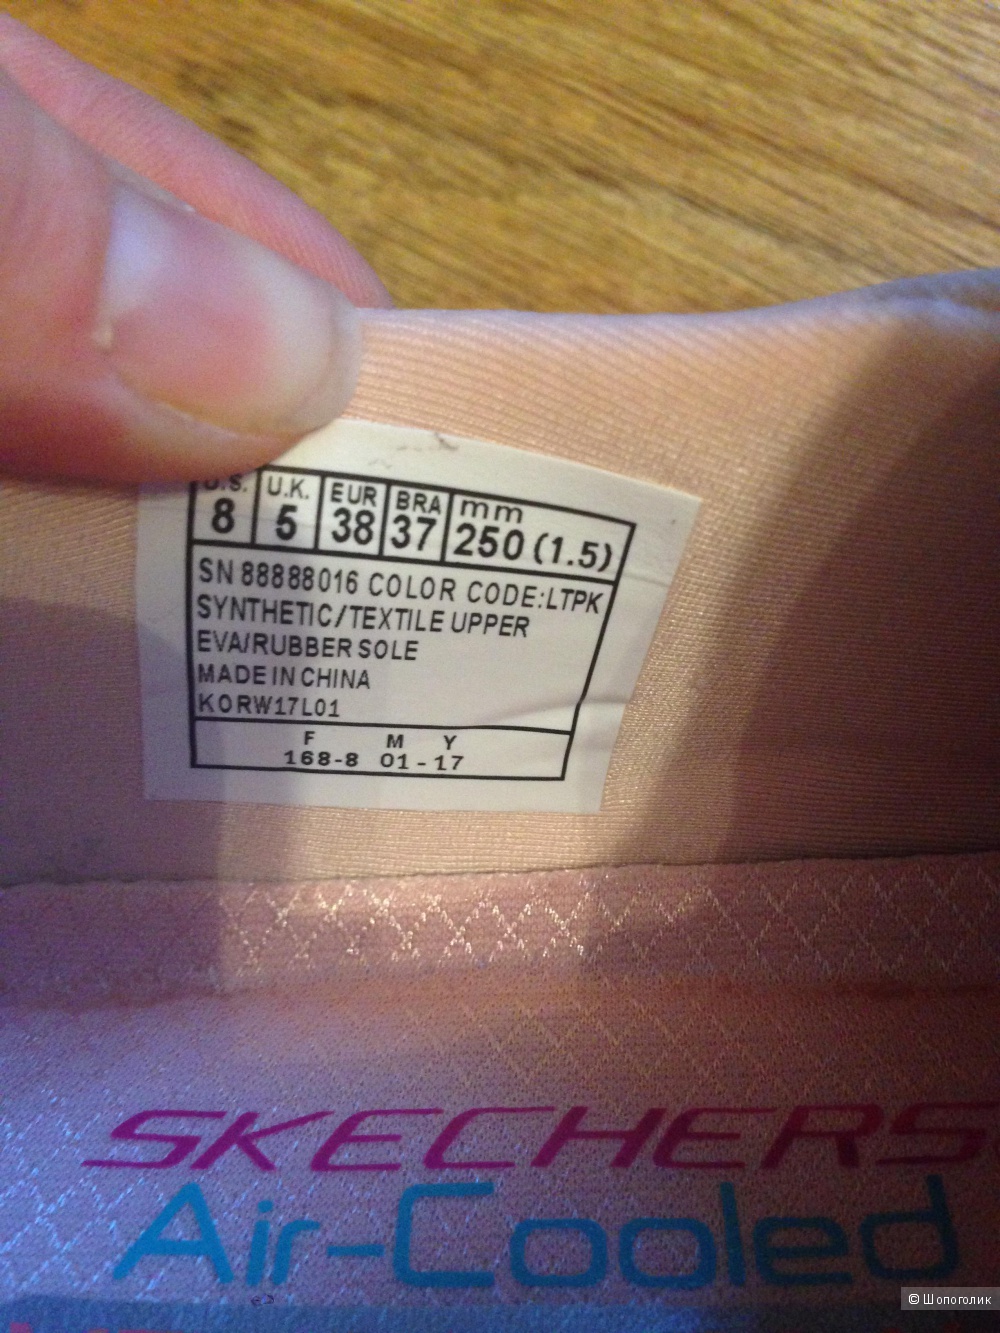 U.S. U.K. EUR BRA mm
8 5 38 37 250 (1.5)
SN 88888016 COLOR CODE:LTPK
SYNTHETIC/TEXTILE UPPER
EVA/RUBBER SOLE
MADE IN CHINA
KORW17L01
F M Y
168-8 01-17
SKECHERS
Air-Cooled
© Шопоголик